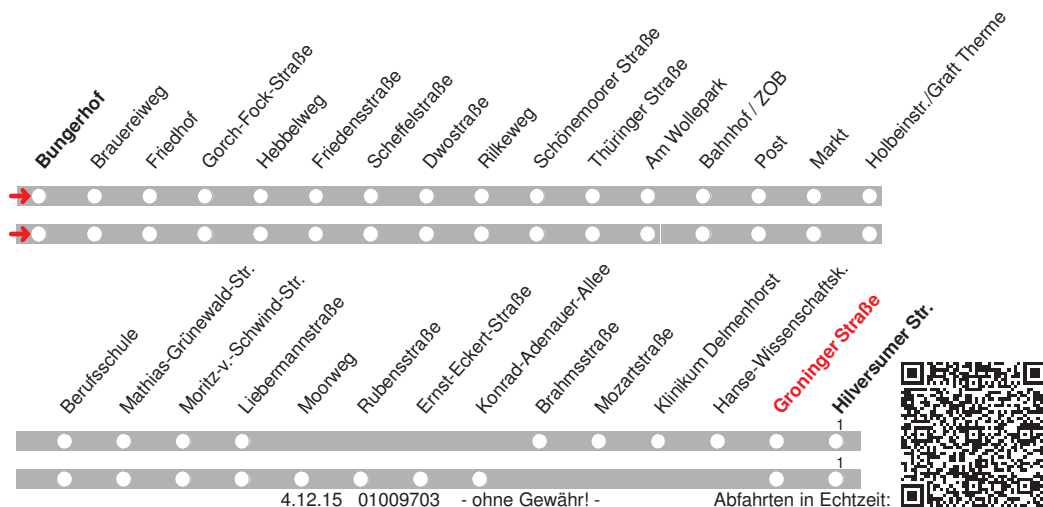 Bungerhof
Brauereiweg
Friedhof
Gorch-Fock-Straße
Hebbelweg
Friedensstraße
Scheffelstraße
Dwostraße
Rilkeweg
Schönemoorer Straße
Thüringer Straße
Am Wollepark
Bahnhof / ZOB
Post
Markt
Holbeinstr./Graft Therme
Berufsschule
Mathias-Grünewald-Str.
Moritz-v.-Schwind-Str.
Liebermannstraße
Moorweg
Rubensstraße
Ernst-Eckert-Straße
Konrad-Adenauer-Allee
Brahmsstraße
Mozartstraße
Klinikum Delmenhorst
Hanse-Wissenschaftsk.
Groninger Straße
Hilversumer Str.
1
1
4.12.15 01009703 - ohne Gewähr! - Abfahrten in Echtzeit: